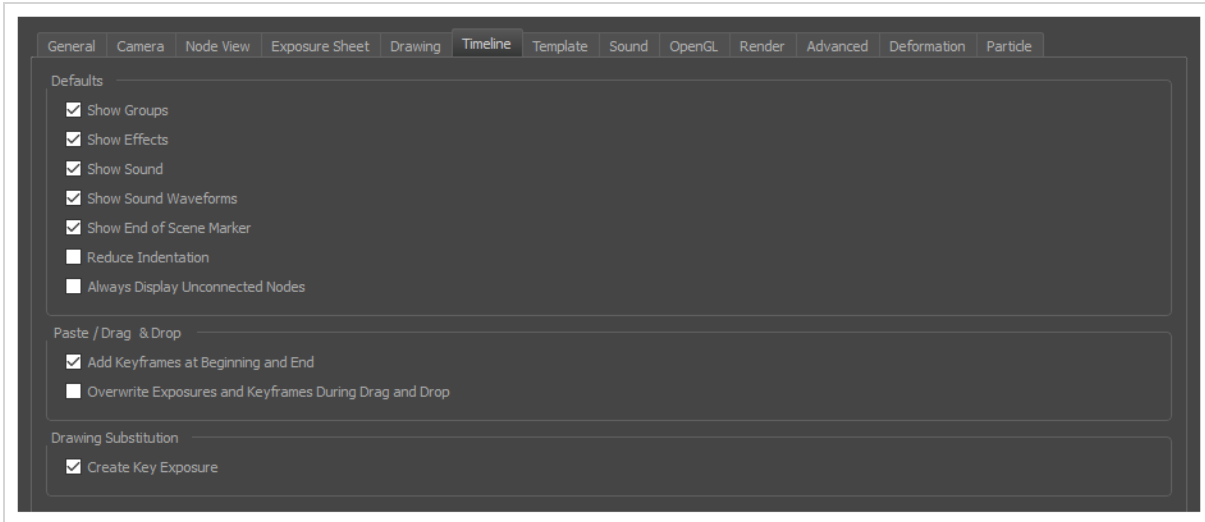 General Camera Node View Exposure Sheet Drawing Timeline Template Sound OpenGL Render Advanced Deformation Particle
Defaults
Show Groups
Show Effects
Show Sound
Show Sound Waveforms
Show End of Scene Marker
Reduce Indentation
Always Display Unconnected Nodes
Paste / Drag & Drop
Add Keyframes at Beginning and End
Overwrite Exposures and Keyframes During Drag and Drop
Drawing Substitution
Create Key Exposure